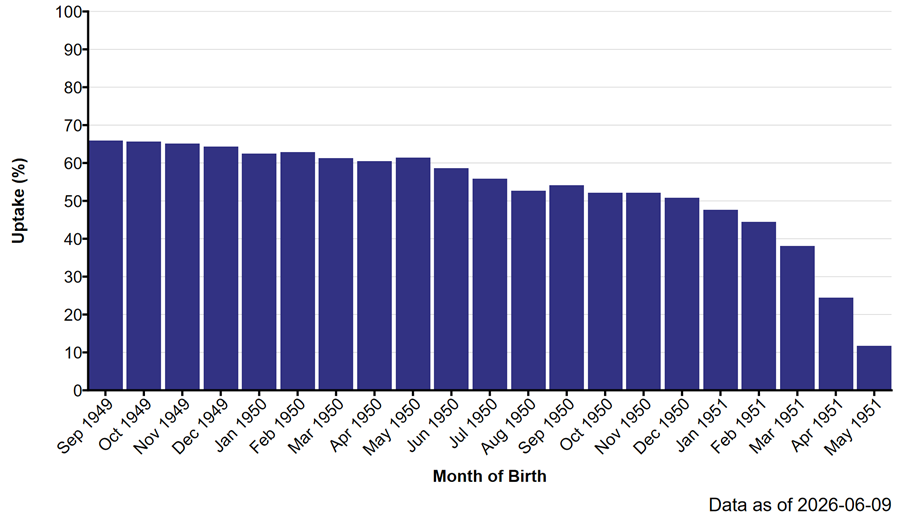 100
90
80
70
60
50
40
30
20
10
0
Uptake (%)
Sep 1949
Oct 1949
Nov 1949
Dec 1949
Jan 1950
Feb 1950
Mar 1950
Apr 1950
May 1950
Jun 1950
Jul 1950
Aug 1950
Sep 1950
Oct 1950
Nov 1950
Dec 1950
Jan 1951
Feb 1951
Mar 1951
Apr 1951
May 1951
Month of Birth
Data as of 2026-06-09